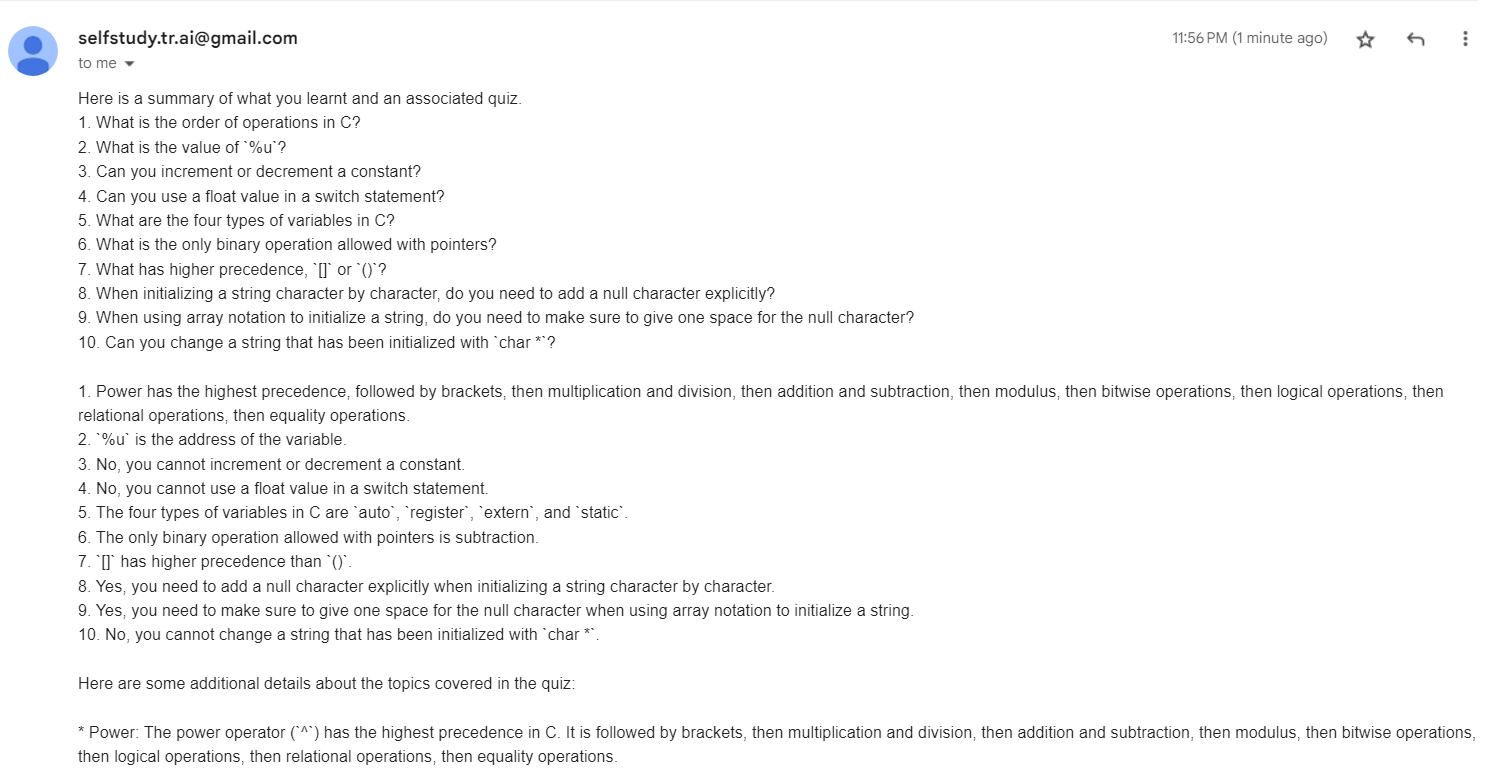 selfstudy.tr.ai@gmail.com
11:56 PM (1 minute ago)
to me
Here is a summary of what you learnt and an associated quiz.
1. What is the order of operations in C?
2. What is the value of `%u`?
3. Can you increment or decrement a constant?
4. Can you use a float value in a switch statement?
5. What are the four types of variables in C?
6. What is the only binary operation allowed with pointers?
7. What has higher precedence, `[]` or `()`?
8. When initializing a string character by character, do you need to add a null character explicitly?
9. When using array notation to initialize a string, do you need to make sure to give one space for the null character?
10. Can you change a string that has been initialized with `char *`?
1. Power has the highest precedence, followed by brackets, then multiplication and division, then addition and subtraction, then modulus, then bitwise operations, then logical operations, then
relational operations, then equality operations.
2. `%u` is the address of the variable.
3. No, you cannot increment or decrement a constant.
4. No, you cannot use a float value in a switch statement.
5. The four types of variables in C are `auto`, `register`, `extern`, and `static`.
6. The only binary operation allowed with pointers is subtraction.
7. `[]` has higher precedence than `()`.
8. Yes, you need to add a null character explicitly when initializing a string character by character.
9. Yes, you need to make sure to give one space for the null character when using array notation to initialize a string.
10. No, you cannot change a string that has been initialized with `char *`.
Here are some additional details about the topics covered in the quiz:
* Power: The power operator (`^`) has the highest precedence in C. It is followed by brackets, then multiplication and division, then addition and subtraction, then modulus, then bitwise operations,
then logical operations, then relational operations, then equality operations.